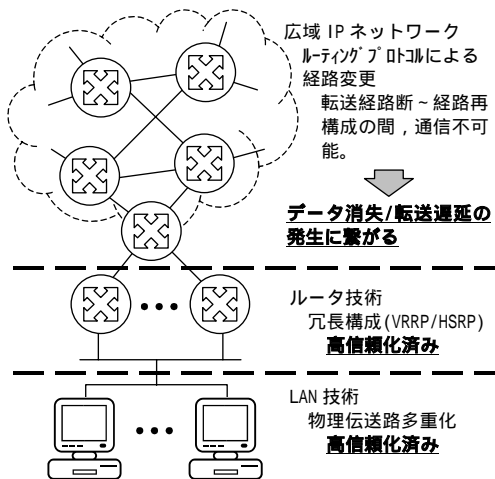 広域 IP ネットワーク
ルーティングプロトコルによる
経路変更
転送経路断～経路再
構成の間，通信不可
能。
データ消失/転送遅延の
発生に繋がる
ルータ技術
冗長構成(VRRP/HSRP)
高信頼化済み
LAN 技術
物理伝送路多重化
高信頼化済み